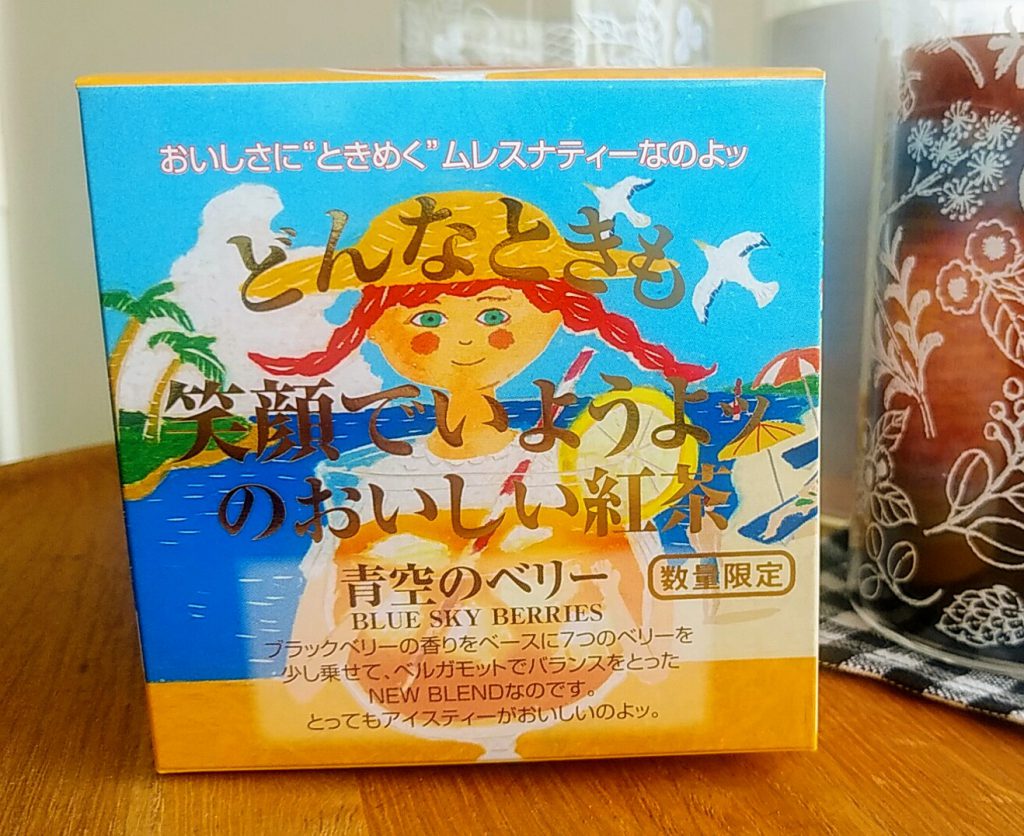 おいしさに“ときめく”ムレスナティーなのよッ
どんなときも
笑顔でいようよッ
のおいしい紅茶
青空のベリー
数量限定
BLUE SKY BERRIES
ブラックベリーの香りをベースに7つのベリーを
少し乗せて、ベルガモットでバランスをとった
NEW BLENDなのです。
とってもアイスティーがおいしいのよッ。